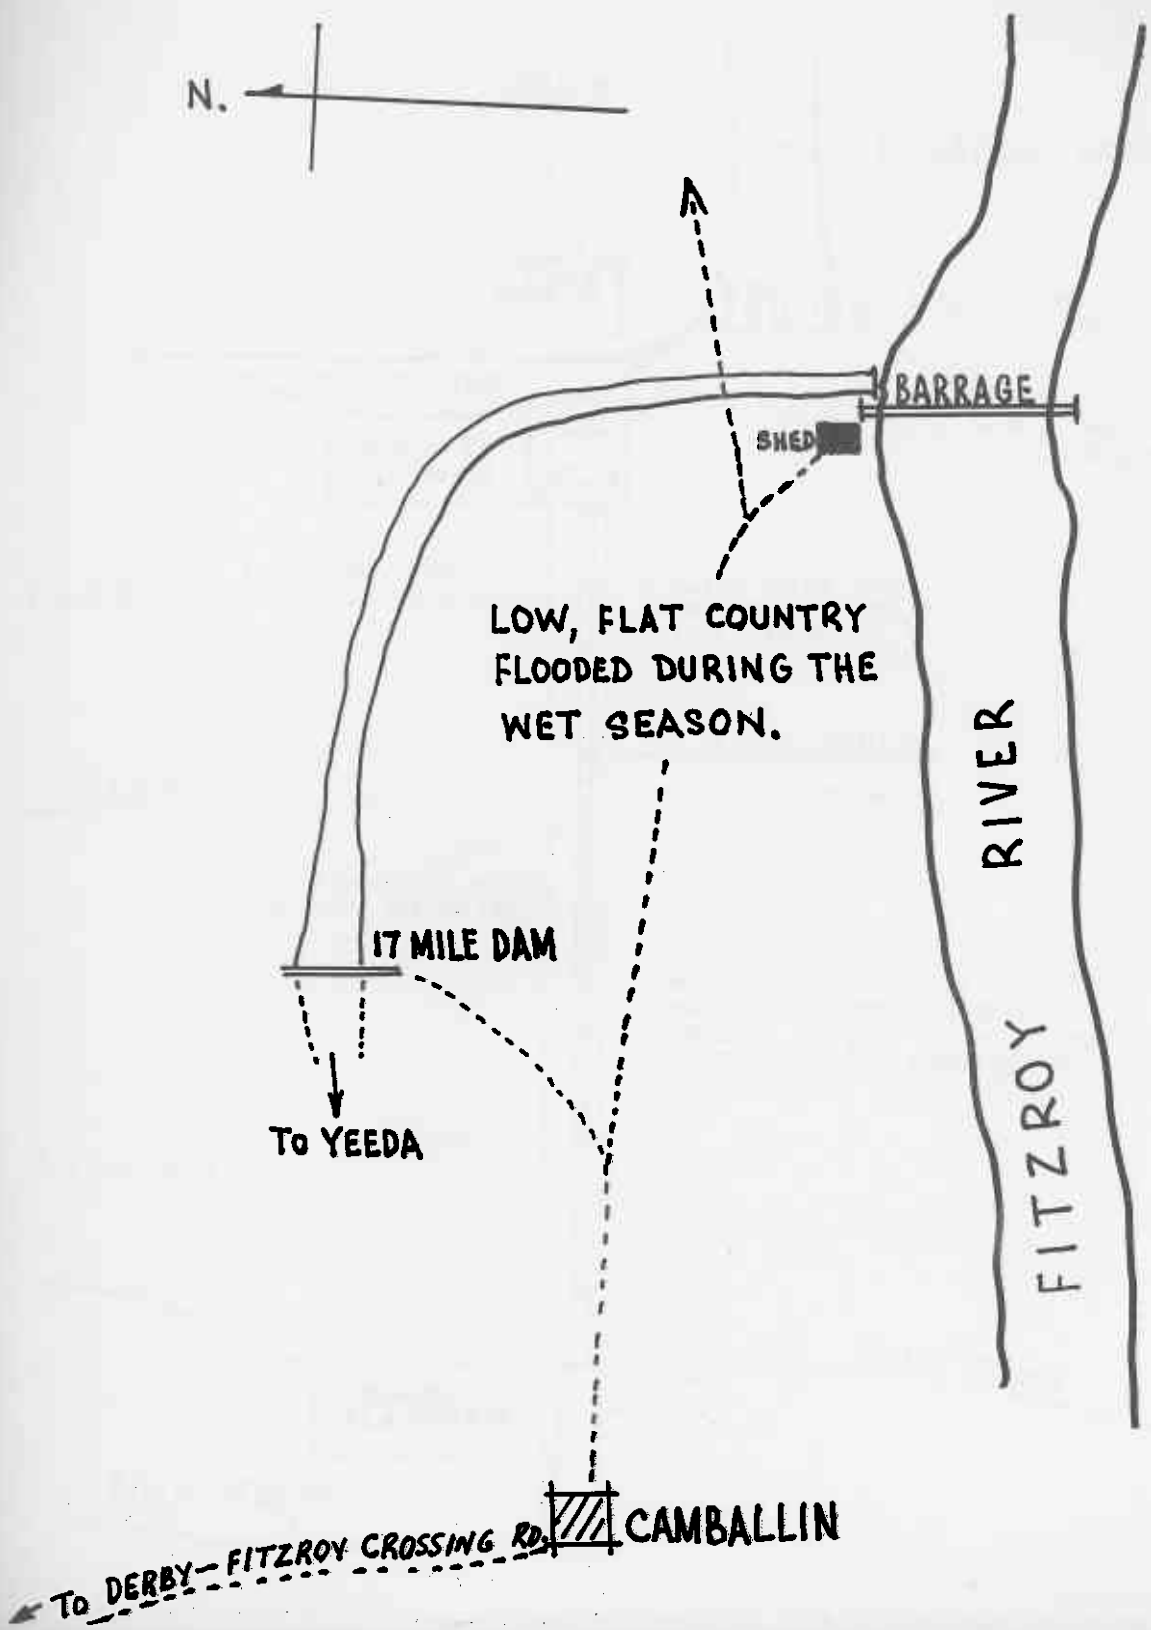 N.
BARRAGE
SHED
LOW, FLAT COUNTRY
FLOODED DURING THE
WET SEASON.
RIVER
FITZROY
17 MILE DAM
To YEEDA
CAMBALLIN
To DERBY-FITZROY CROSSING RD.